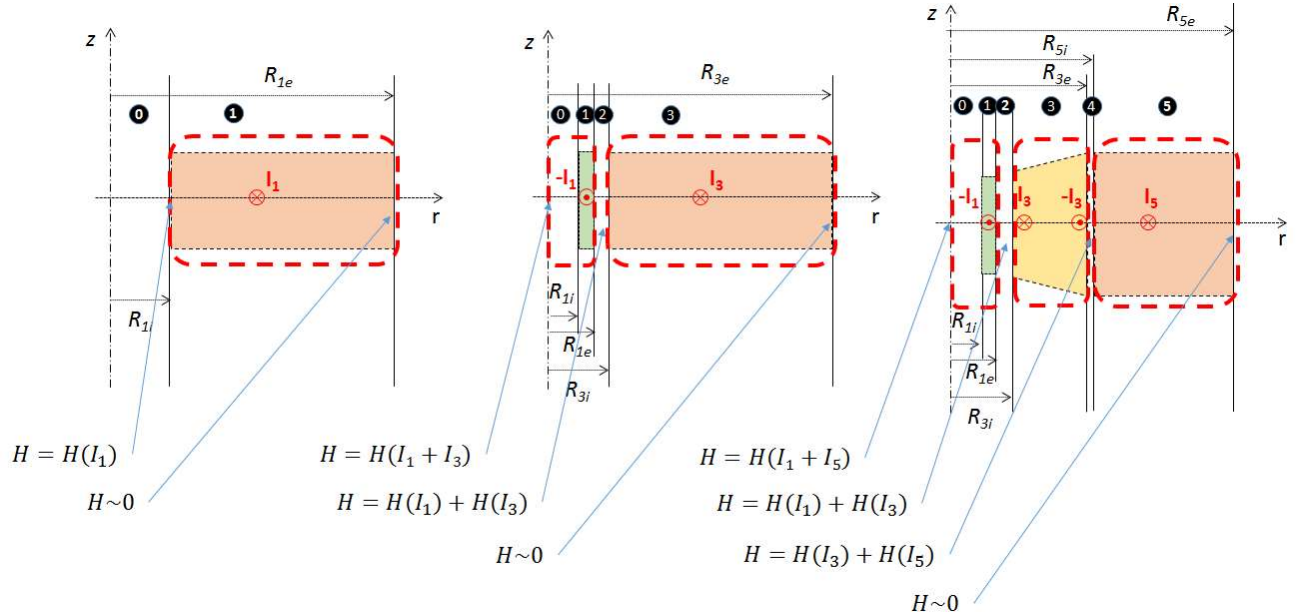 z
R1e
0 1
I1
r
R1i
H = H(I1)
H~0
z
R3e
0 1 2 3
-I1
I3
r
R1i
R1e
R3i
H = H(I1 + I3)
H = H(I1) + H(I3)
H~0
z
R5e
R5i
R3e
0 1 2 3 4 5
-I1
I3
-I3
I5
r
R1i
R1e
R3i
H = H(I1 + I5)
H = H(I1) + H(I3)
H = H(I3) + H(I5)
H~0